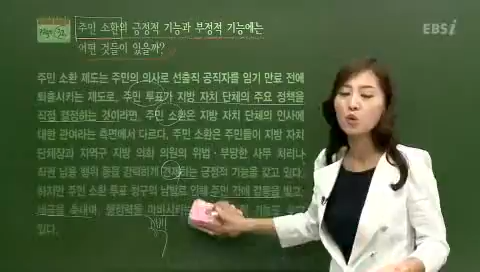 EBSi
주민 소환의 긍정적 기능과 부정적 기능에는
어떤 것들이 있을까?
주민 소환 제도는 주민의 의사로 선출직 공직자를 임기 만료 전에
퇴출시키는 제도로, 주민 투표가 지방 자치 단체의 주요 정책을
직접 결정하는 것이라면, 주민 소환은 지방 자치 단체의 인사에
대한 관여라는 측면에서 다르다. 주민 소환은 주민들이 지방 자치
단체장과 지역구 지방 의회 의원의 위법·부당한 사무 처리나
직권 남용 행위 등을 강력하게 견제하는 긍정적 기능을 갖고 있다.
하지만 주민 소환 투표 청구의 남발로 인해 주민 간에 갈등을 빚고
있다.